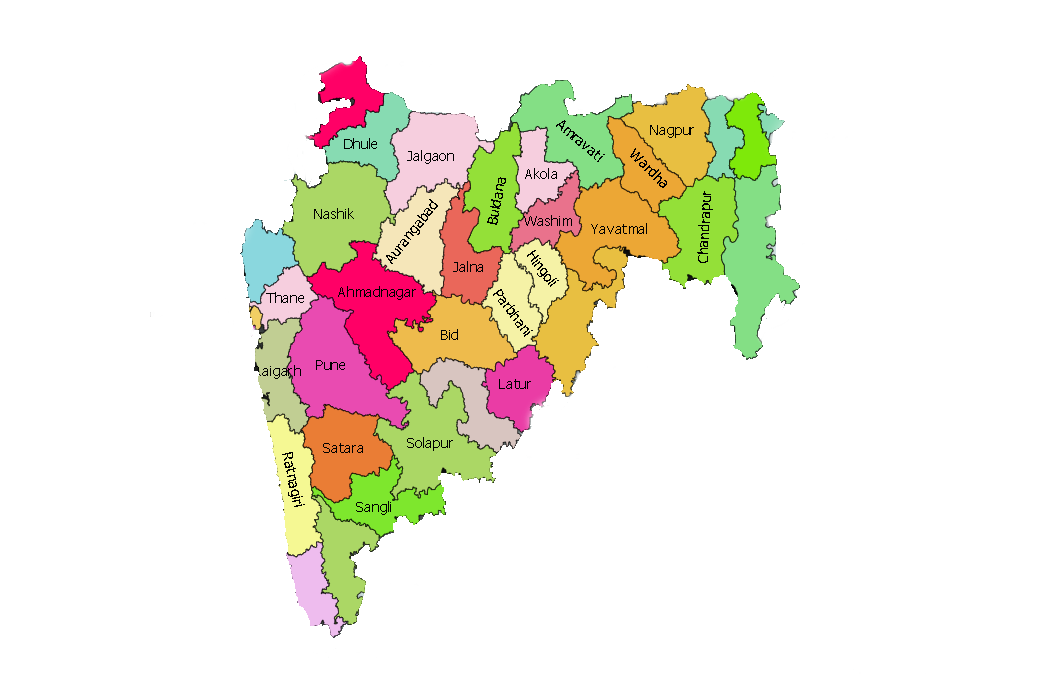 Dhule
Jalgaon
Buldana
Akola
Amravati
Wardha
Nagpur
Nashik
Aurangabad
Jalna
Washim
Yavatmal
Chandrapur
Thane
Ahmadnagar
Hingoli
Parbhani
Bid
aigarh
Pune
Latur
Satara
Solapur
Ratnagiri
Sangli